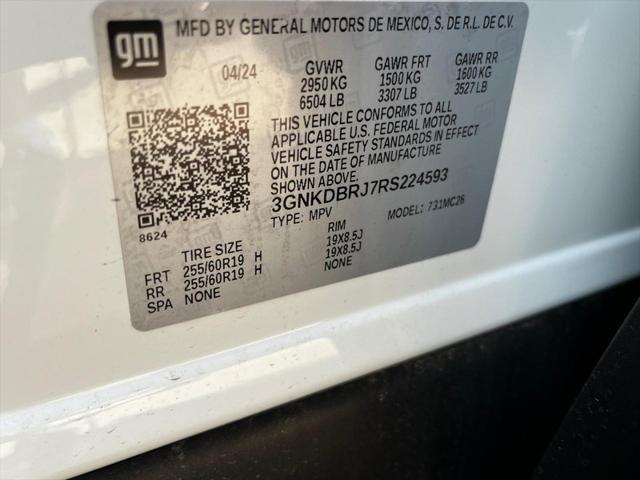 gm
MFD BY GENERAL MOTORS DE MEXICO, S. DE R.L. DE C.V.
04/24 GVWR GAWR FRT GAWR RR
2950 KG 1500 KG 1600 KG
6504 LB 3307 LB 3527 LB
THIS VEHICLE CONFORMS TO ALL
APPLICABLE U.S. FEDERAL MOTOR
VEHICLE SAFETY STANDARDS IN EFFECT
ON THE DATE OF MANUFACTURE
SHOWN ABOVE.
3GNKDBRJ7RS224593
TYPE: MPV MODEL: 731MC26
8624
TIRE SIZE RIM
FRT 255/60R19 H 19X8.5J
RR 255/60R19 H 19X8.5J
SPA NONE NONE